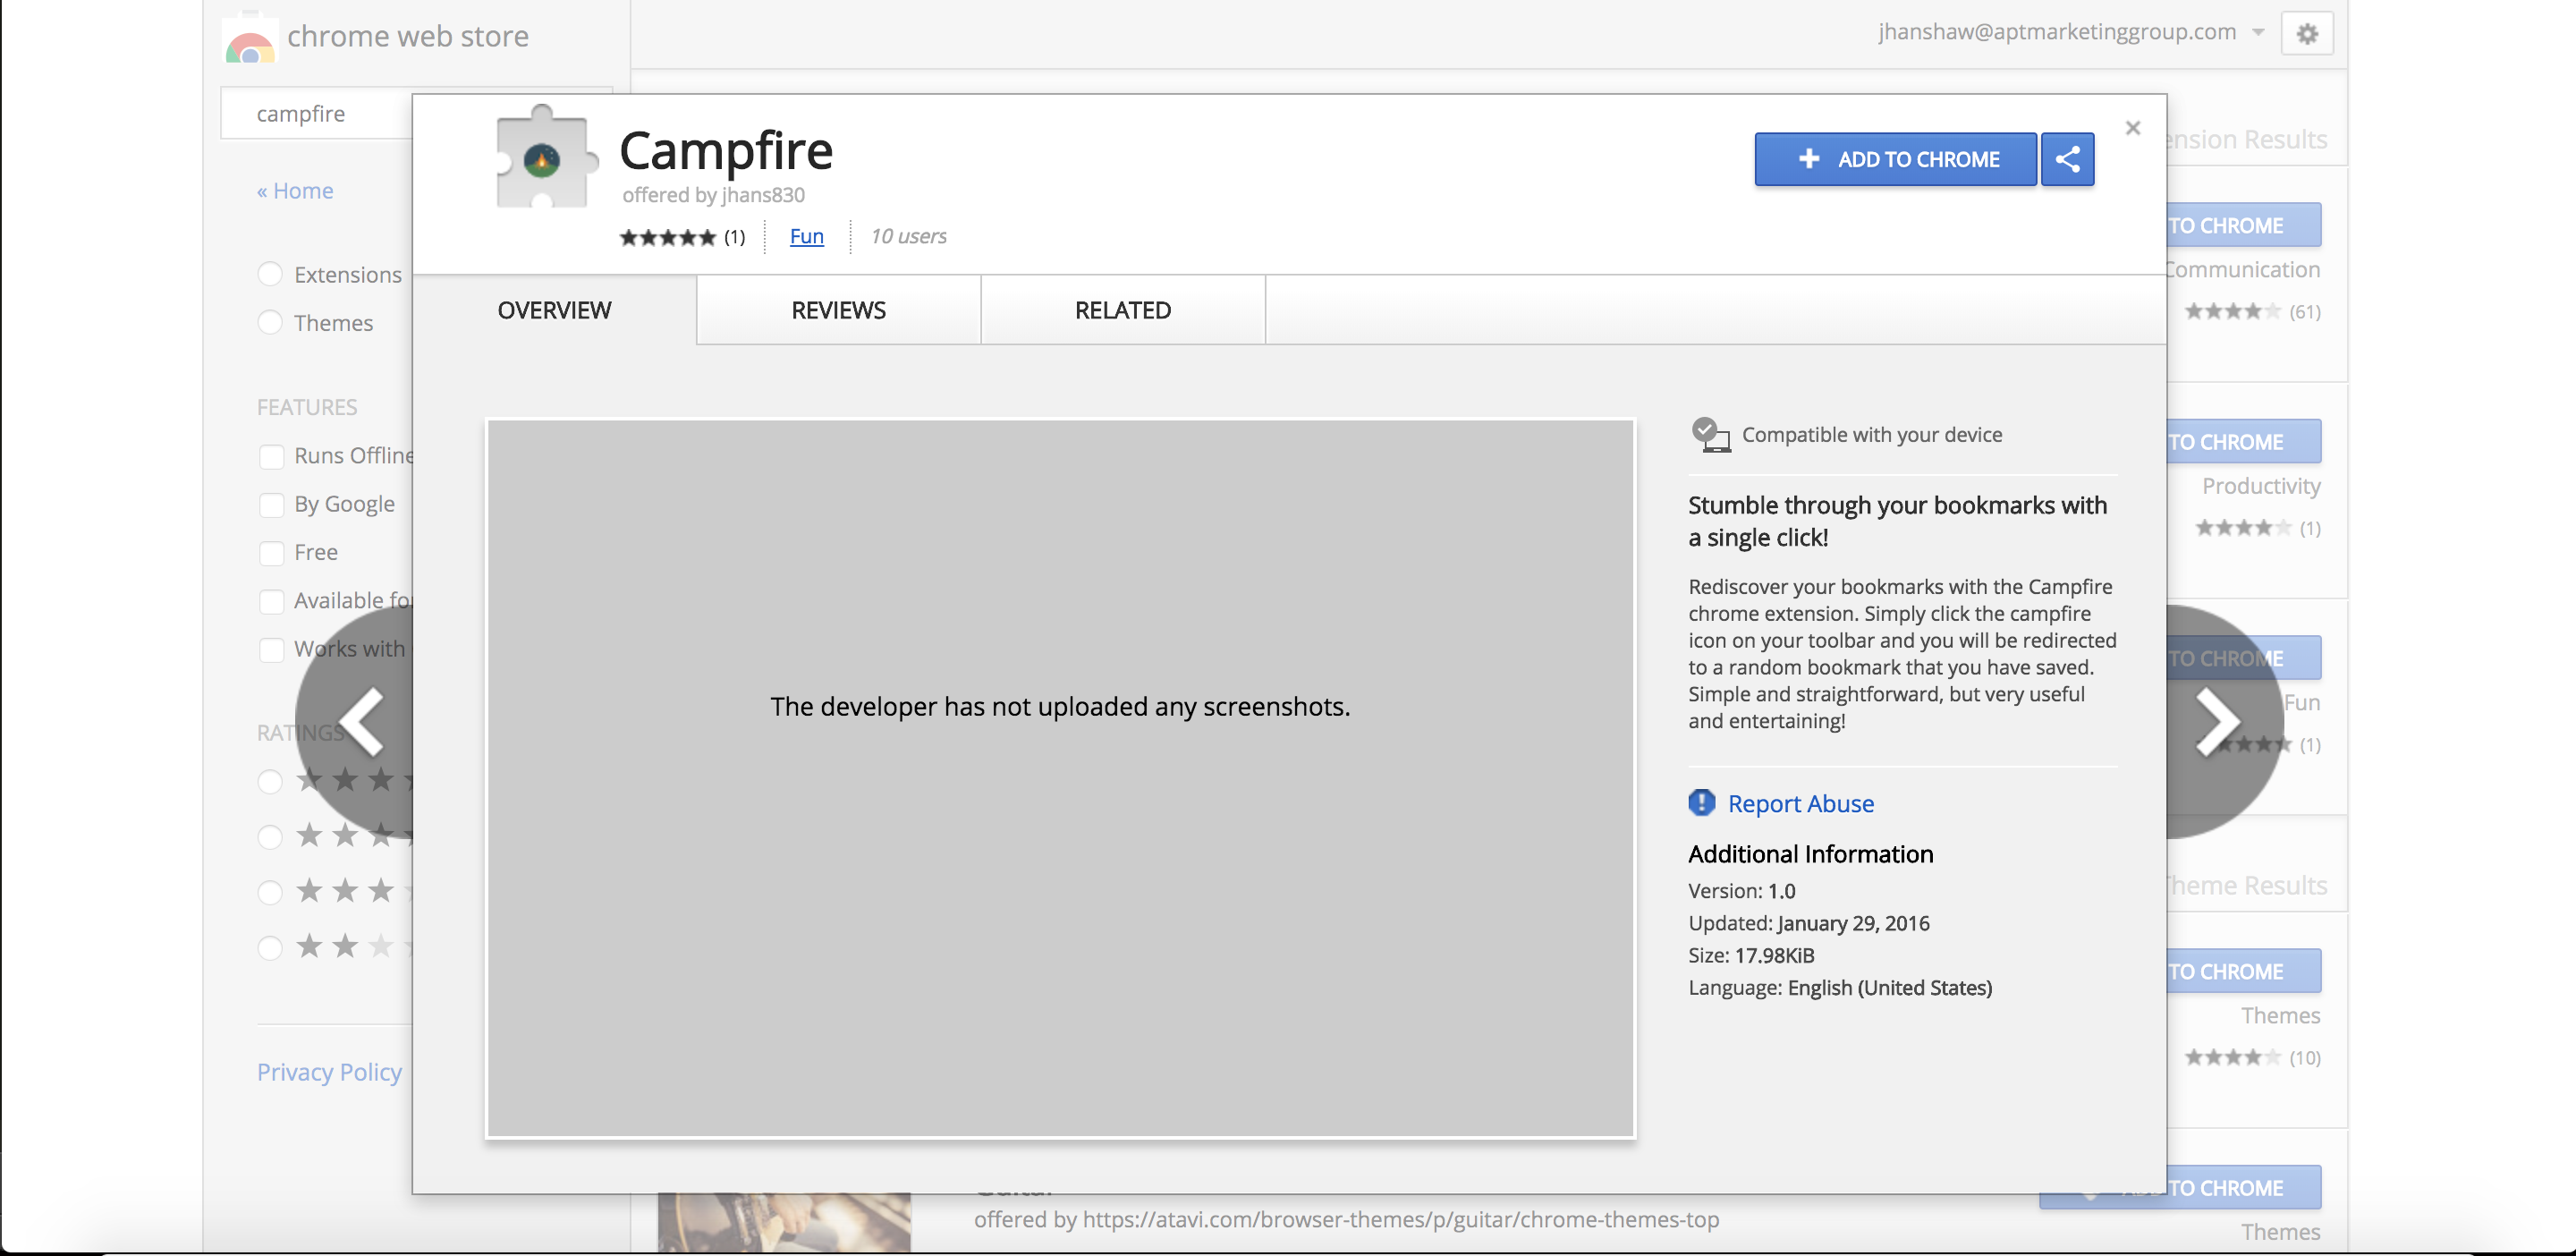 chrome web store
jhanshaw@aptmarketinggroup.com
campfire
« Home
Extensions
Themes
FEATURES
Runs Offline
By Google
Free
Available for
Works with
RATINGS
Privacy Policy
Campfire
offered by jhans830
(1)
Fun
10 users
ADD TO CHROME
OVERVIEW
REVIEWS
RELATED
The developer has not uploaded any screenshots.
Compatible with your device
Stumble through your bookmarks with
a single click!
Rediscover your bookmarks with the Campfire
chrome extension. Simply click the campfire
icon on your toolbar and you will be redirected
to a random bookmark that you have saved.
Simple and straightforward, but very useful
and entertaining!
Report Abuse
Additional Information
Version: 1.0
Updated: January 29, 2016
Size: 17.98KiB
Language: English (United States)
Results
TO CHROME
Communication
(61)
TO CHROME
Productivity
(1)
TO CHROME
Fun
(1)
Theme Results
TO CHROME
Themes
(10)
offered by https://atavi.com/browser-themes/p/guitar/chrome-themes-top
TO CHROME
Themes